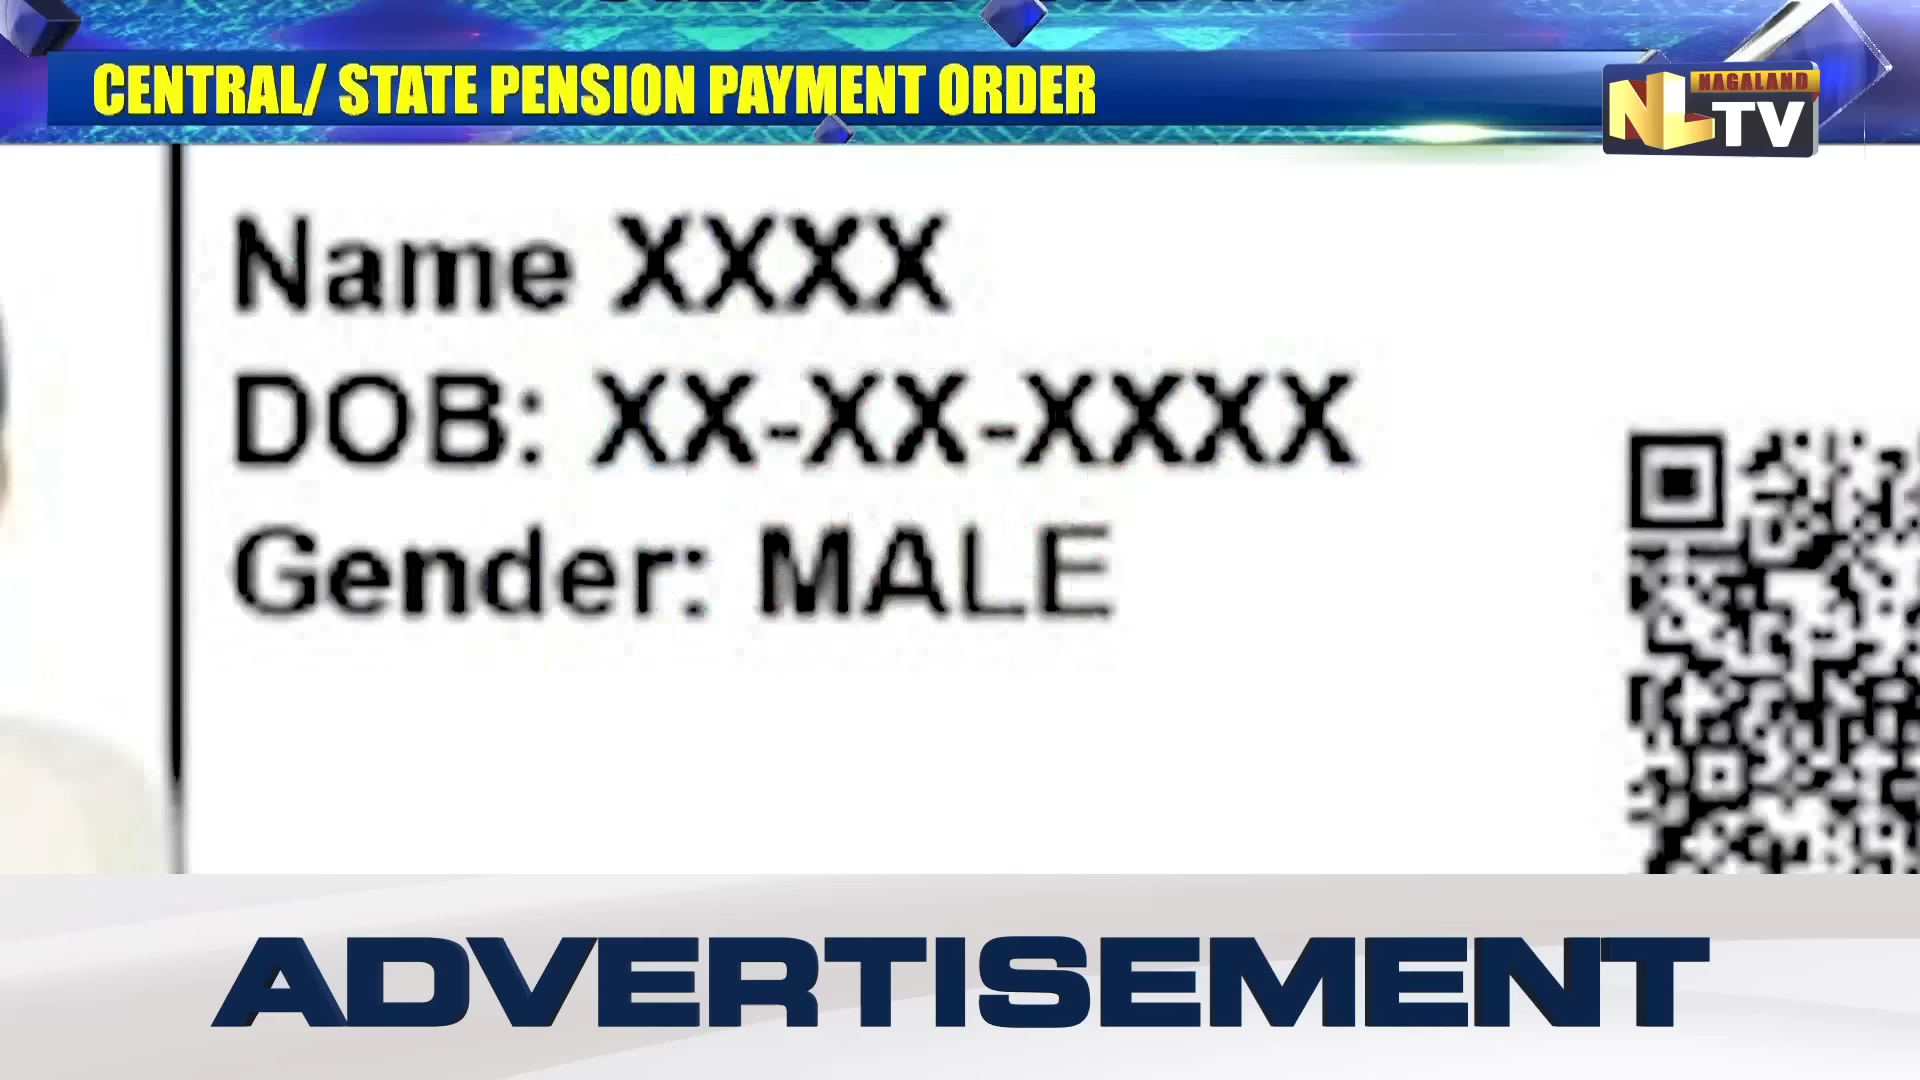 CENTRAL/ STATE PENSION PAYMENT ORDER
NAGALAND
NLTV
Name XXXX
DOB: XX-XX-XXXX
Gender: MALE
ADVERTISEMENT